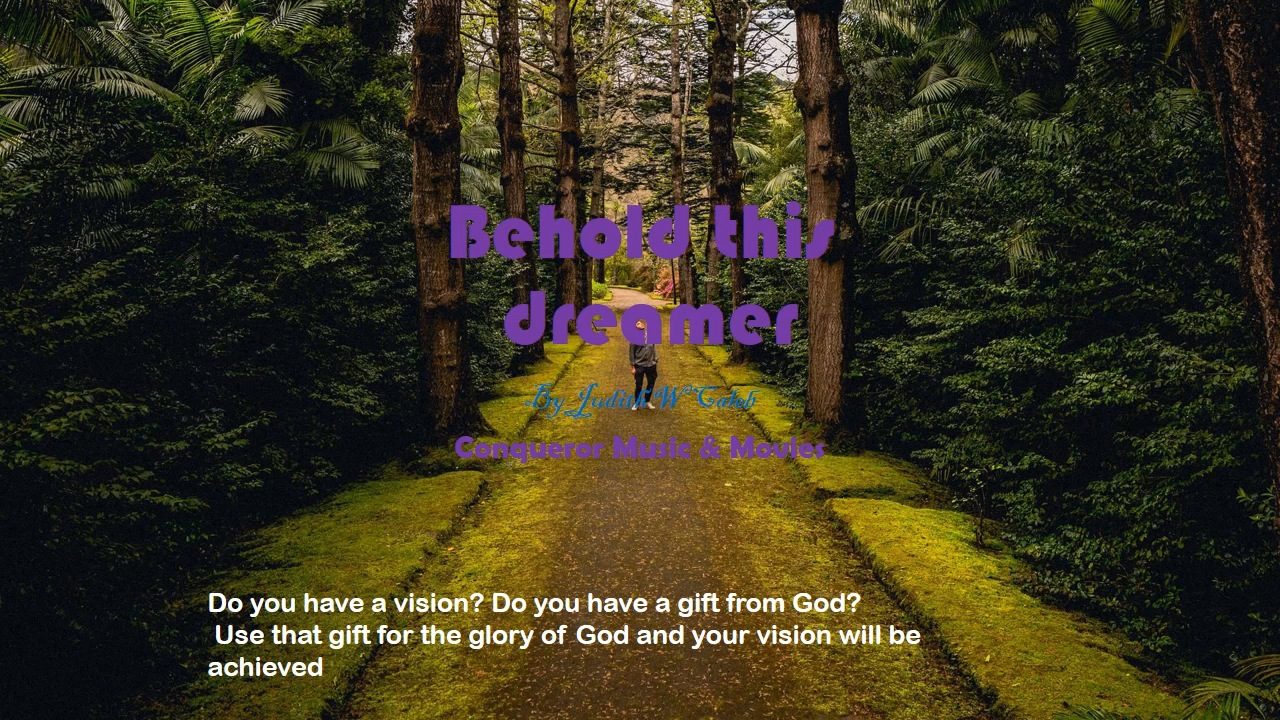 Behold this
dreamer
By Judith W Caleb
Conqueror Music & Movies
Do you have a vision? Do you have a gift from God?
Use that gift for the glory of God and your vision will be
achieved